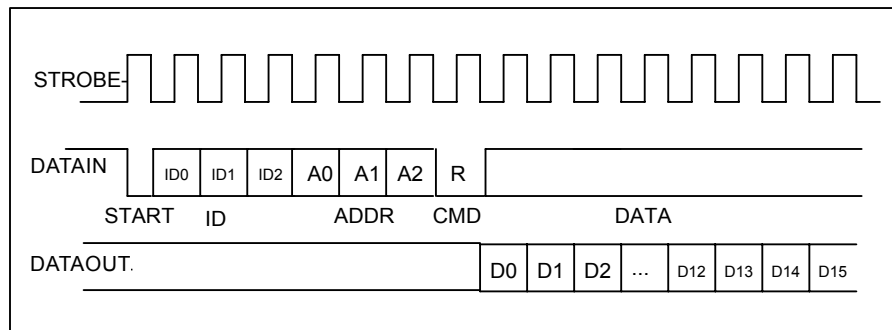 STROBE-
DATAIN ID0 ID1 ID2 A0 A1 A2 R
START ID ADDR CMD DATA
DATAOUT. D0 D1 D2 ... D12 D13 D14 D15